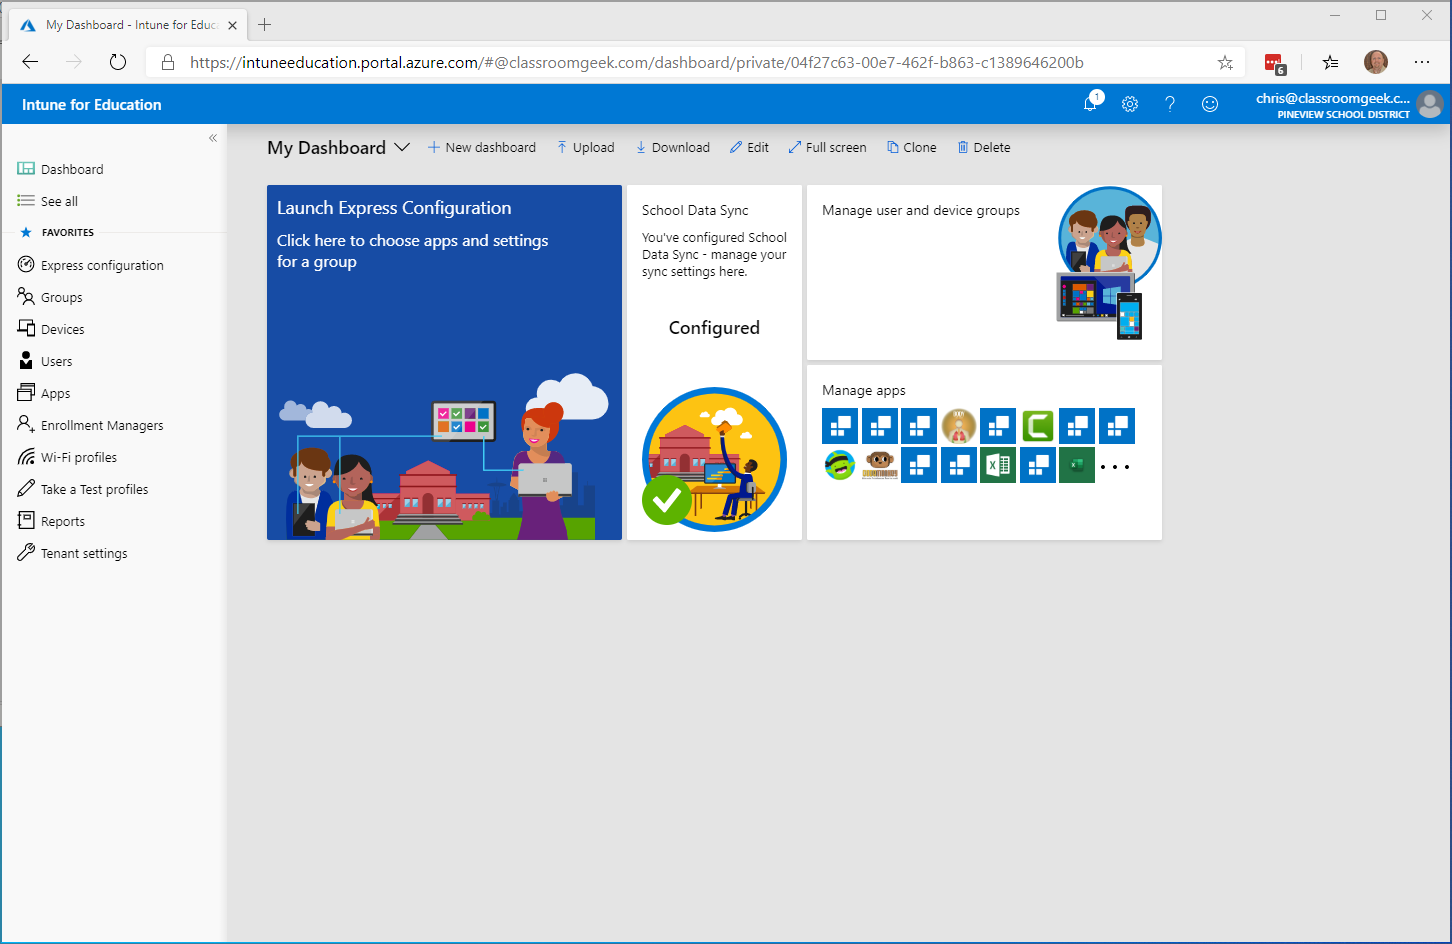 My Dashboard - Intune for Educ
https://intuneeducation.portal.azure.com/#@classroomgeek.com/dashboard/private/04f27c63-00e7-462f-b863-c1389646200b
6
Intune for Education
1
chris@classroomgeek.c...
PINEVIEW SCHOOL DISTRICT
Dashboard
See all
FAVORITES
Express configuration
Groups
Devices
Users
Apps
Enrollment Managers
Wi-Fi profiles
Take a Test profiles
Reports
Tenant settings
My Dashboard
New dashboard
Upload
Download
Edit
Full screen
Clone
Delete
Launch Express Configuration
Click here to choose apps and settings
for a group
School Data Sync
You've configured School
Data Sync - manage your
sync settings here.
Configured
Manage user and device groups
Manage apps